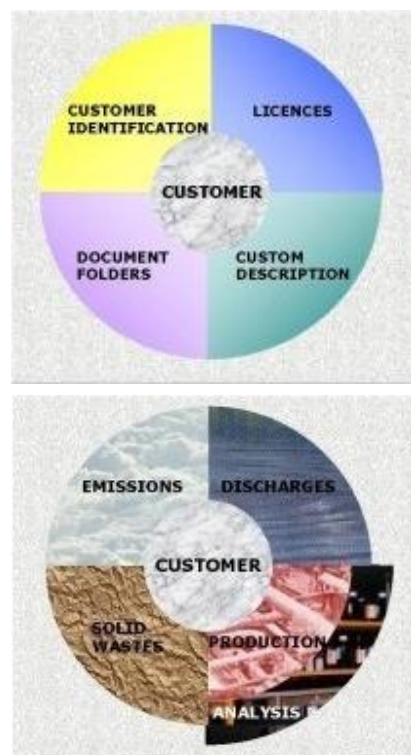 CUSTOMER
IDENTIFICATION
LICENCES
CUSTOMER
DOCUMENT
FOLDERS
CUSTOM
DESCRIPTION
EMISSIONS
DISCHARGES
CUSTOMER
SOLID
WASTES
PRODUCTION
ANALYSIS